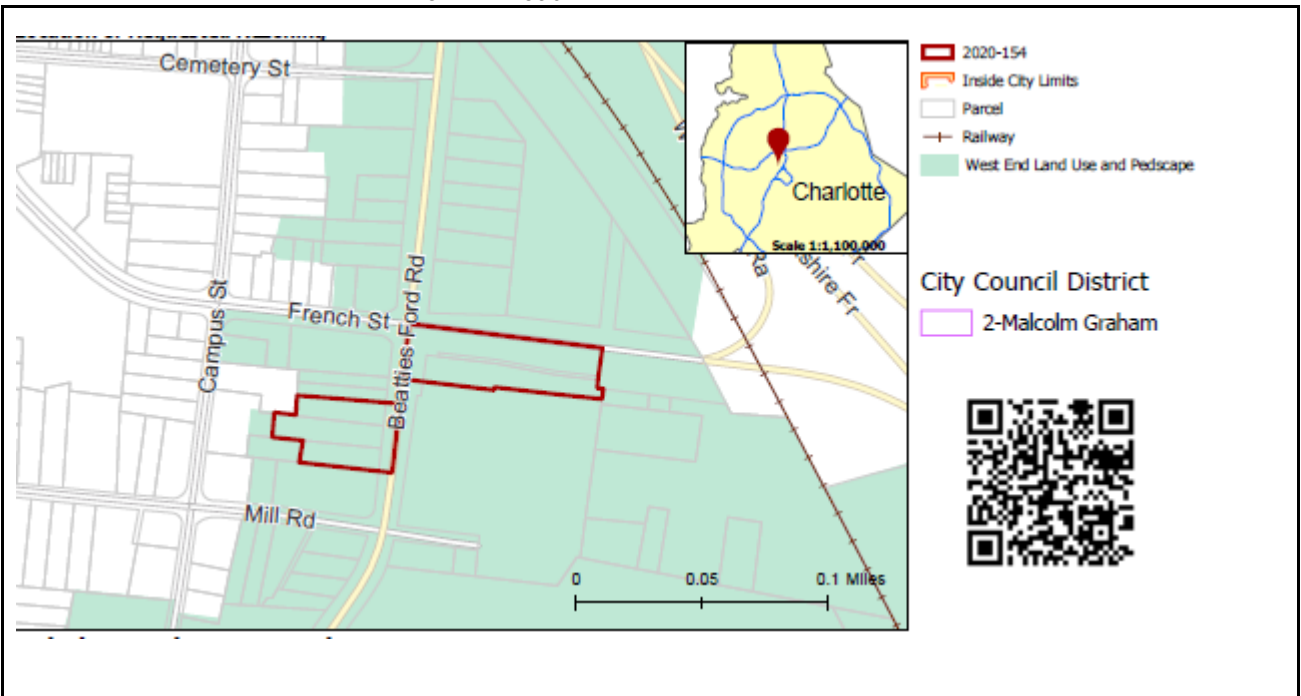 Cemetery St
Campus St
French St
Beatties Ford Rd
Mill Rd
0 0.05 0.1 Miles
Charlotte
Scale 1:1,100,000
2020-154
Inside City Limits
Parcel
Railway
West End Land Use and Pedscape
City Council District
2-Malcolm Graham